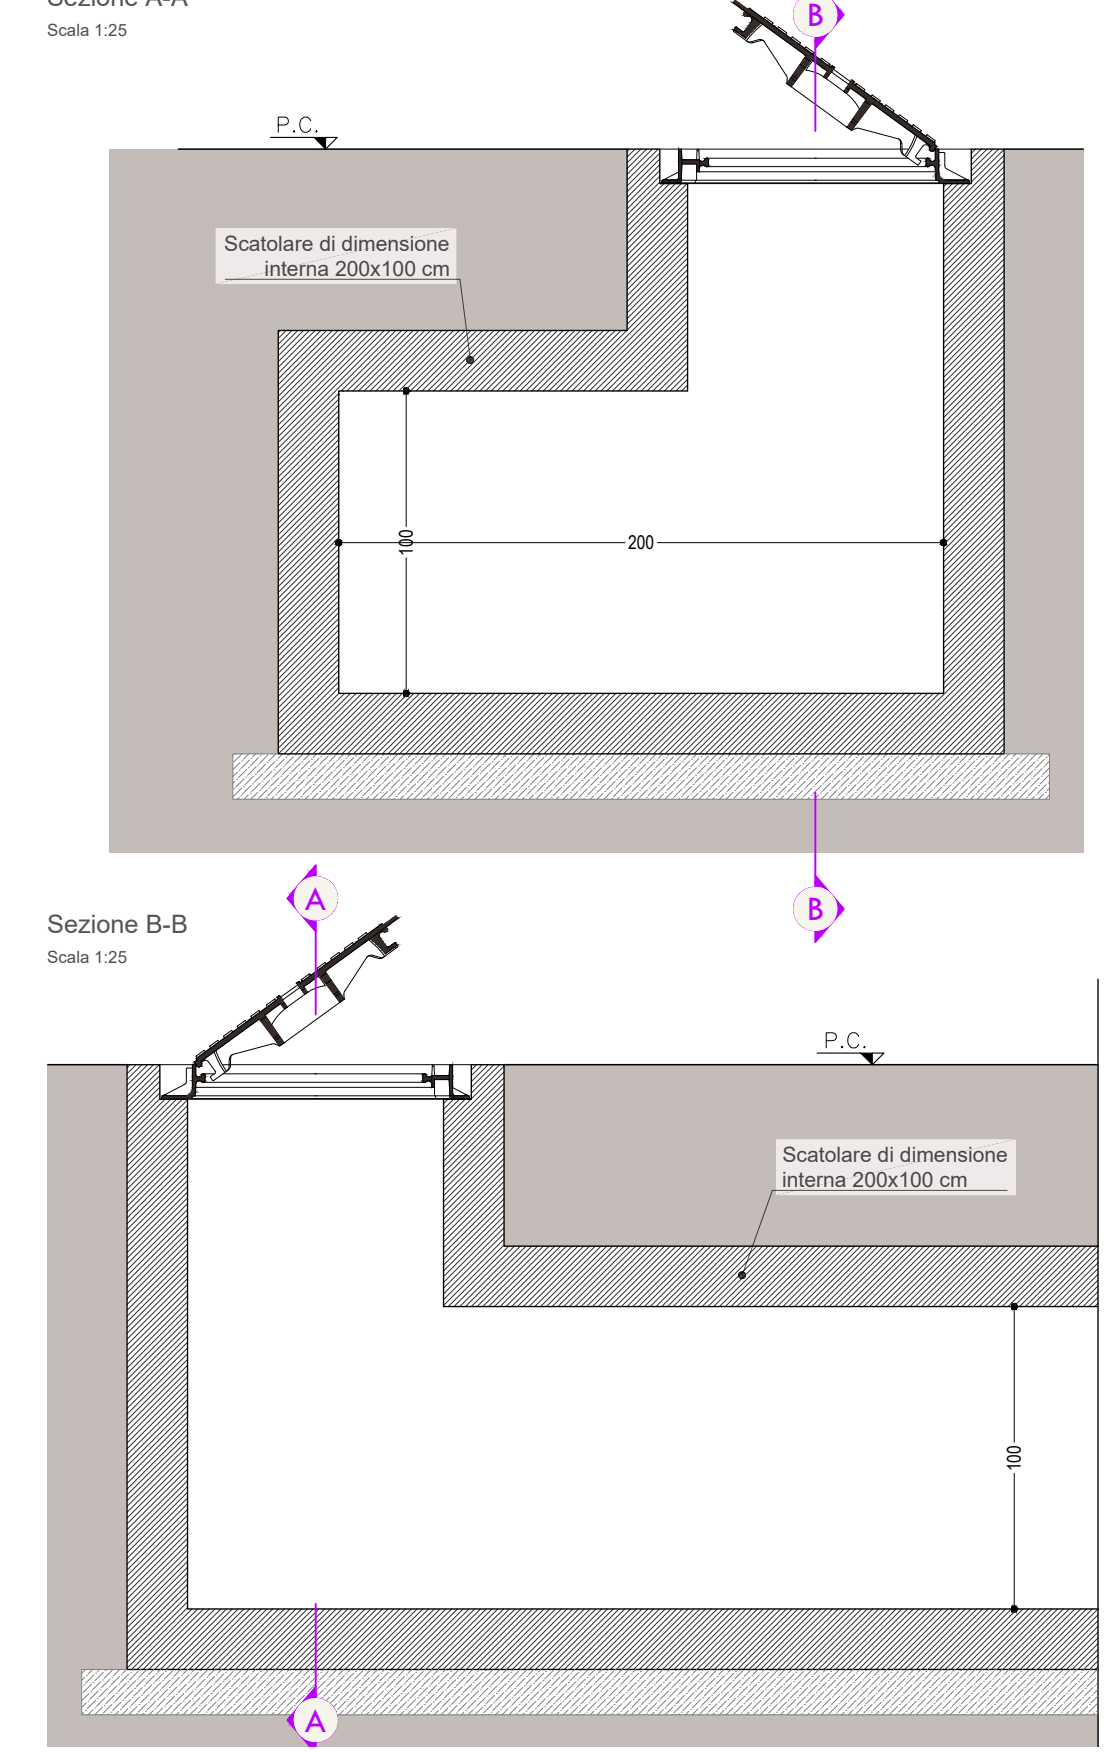 Sezione A-A
Scala 1:25
B
P.C.
Scatolare di dimensione
interna 200x100 cm
100
200
A
B
Sezione B-B
Scala 1:25
P.C.
Scatolare di dimensione
interna 200x100 cm
100
A